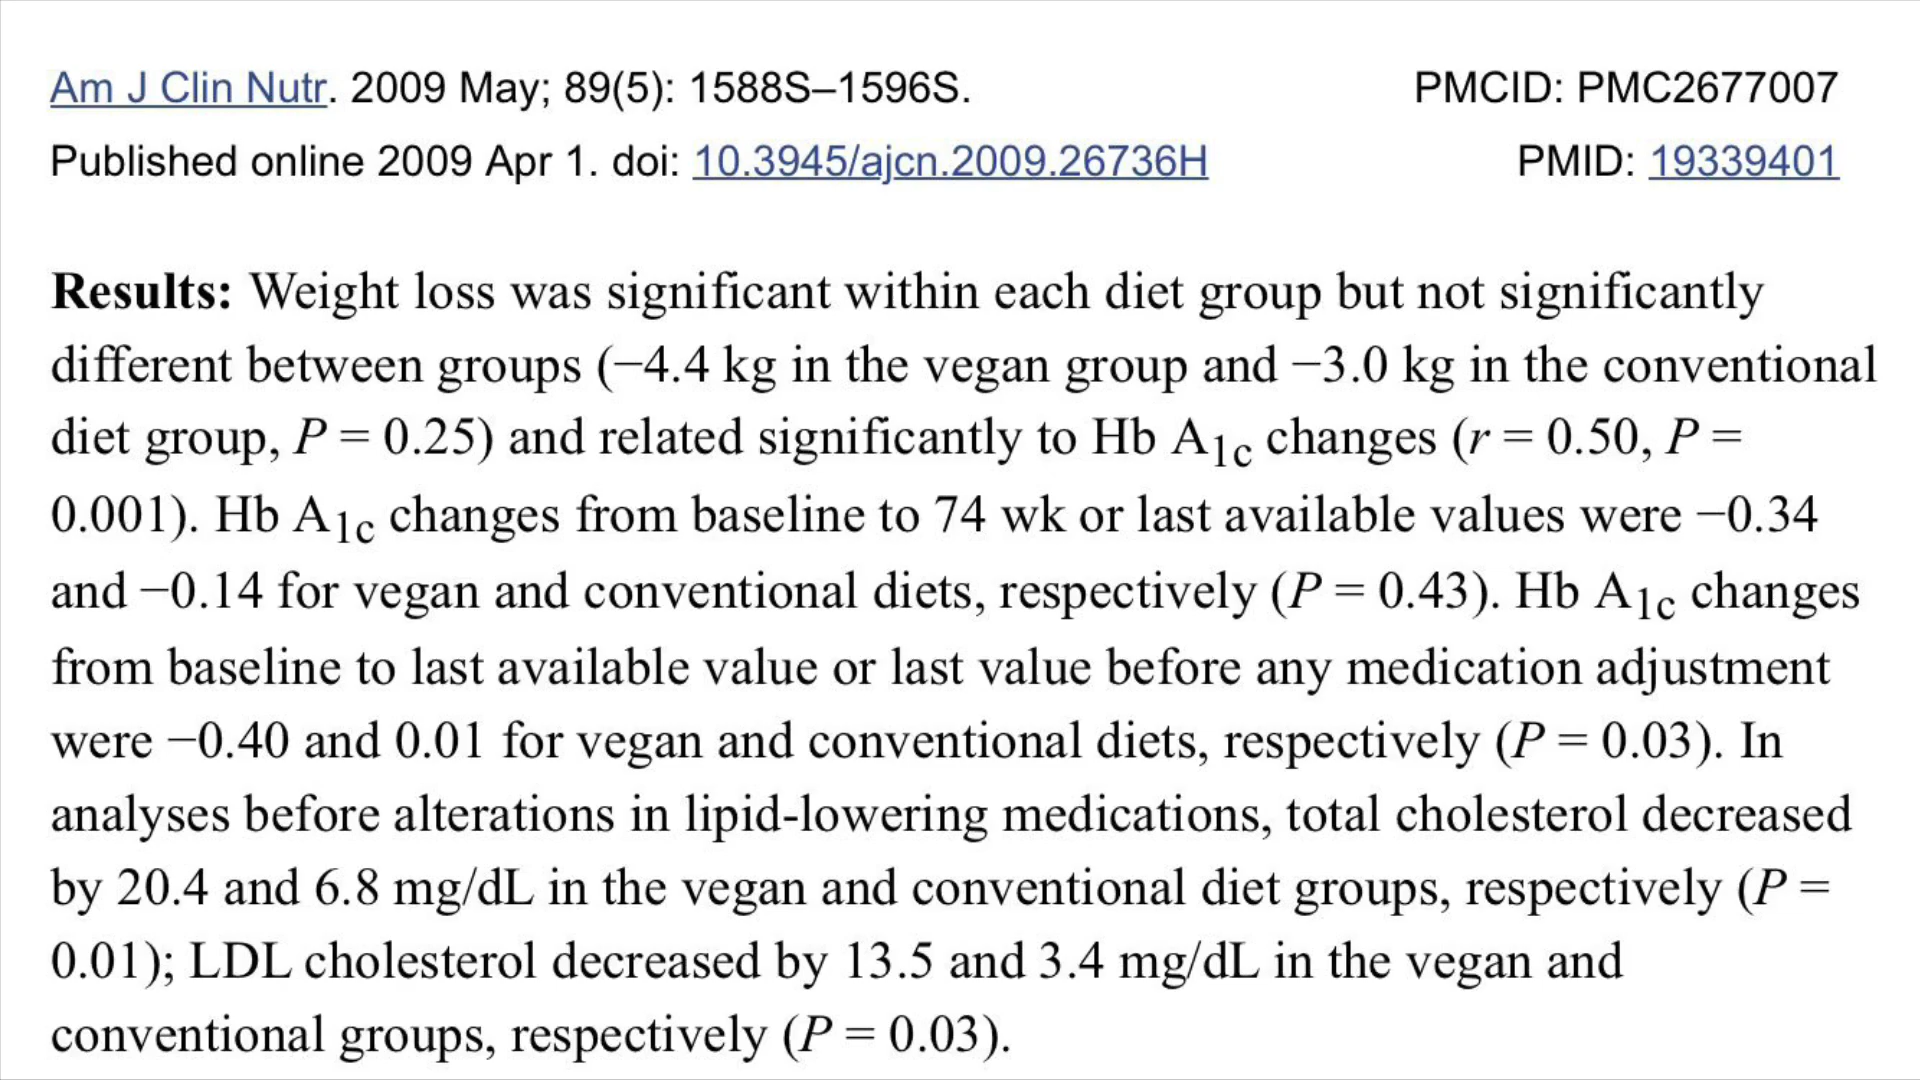 Am J Clin Nutr. 2009 May; 89(5): 1588S–1596S. PMCID: PMC2677007
Published online 2009 Apr 1. doi: 10.3945/ajcn.2009.26736H PMID: 19339401
Results: Weight loss was significant within each diet group but not significantly
different between groups (−4.4 kg in the vegan group and −3.0 kg in the conventional
diet group, P = 0.25) and related significantly to Hb A1c changes (r = 0.50, P =
0.001). Hb A1c changes from baseline to 74 wk or last available values were −0.34
and −0.14 for vegan and conventional diets, respectively (P = 0.43). Hb A1c changes
from baseline to last available value or last value before any medication adjustment
were −0.40 and 0.01 for vegan and conventional diets, respectively (P = 0.03). In
analyses before alterations in lipid-lowering medications, total cholesterol decreased
by 20.4 and 6.8 mg/dL in the vegan and conventional diet groups, respectively (P =
0.01); LDL cholesterol decreased by 13.5 and 3.4 mg/dL in the vegan and
conventional groups, respectively (P = 0.03).